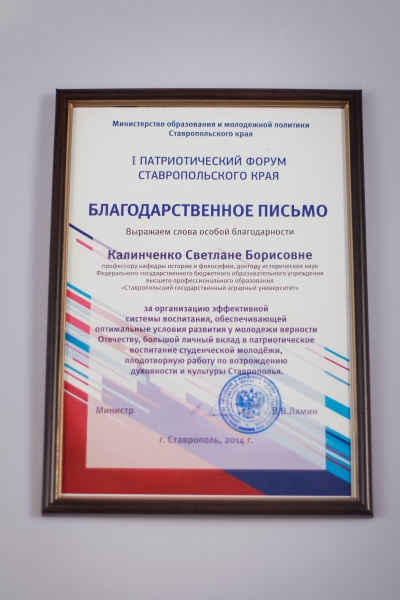 Министерство образования и молодежной политики
Ставропольского края
I ПАТРИОТИЧЕСКИЙ ФОРУМ
СТАВРОПОЛЬСКОГО КРАЯ
БЛАГОДАРСТВЕННОЕ ПИСЬМО
Выражаем слова особой благодарности
Калинченко Светлане Борисовне
профессору кафедры истории и философии, доктору исторических наук
Федерального государственного бюджетного образовательного учреждения
высшего профессионального образования
«Ставропольский государственный аграрный университет»
за организацию эффективной
системы воспитания, обеспечивающей
оптимальные условия развития у молодежи верности
Отечеству, большой личный вклад в патриотическое
воспитание студенческой молодёжи,
плодотворную работу по возрождению
духовности и культуры Ставрополья.
Министр В.В.Лямин
г. Ставрополь, 2014 г.